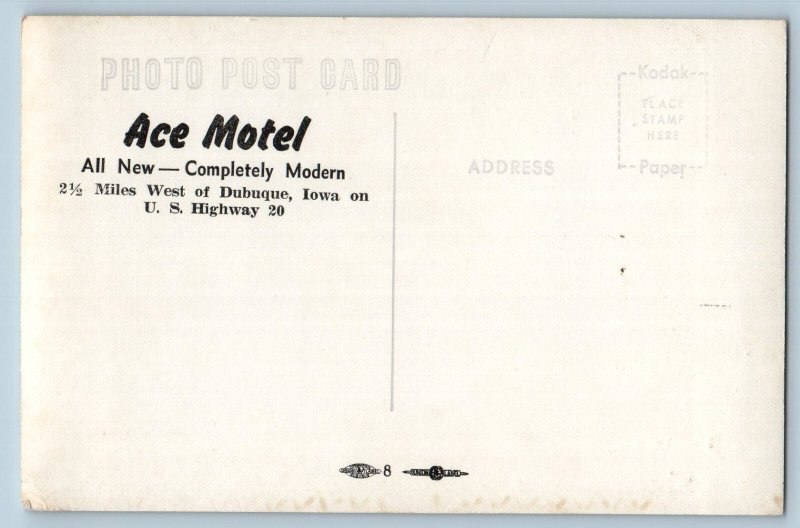 PHOTO POST CARD
Ace Motel
All New — Completely Modern
2½ Miles West of Dubuque, Iowa on
U. S. Highway 20
ADDRESS
Kodak
PLACE
STAMP
HERE
Paper
8